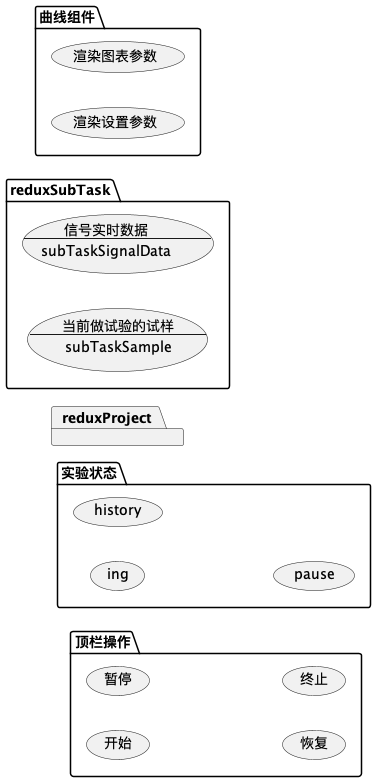 曲线组件
渲染图表参数
渲染设置参数
reduxSubTask
信号实时数据
subTaskSignalData
当前做试验的试样
subTaskSample
reduxProject
实验状态
history
ing
pause
顶栏操作
暂停
终止
开始
恢复